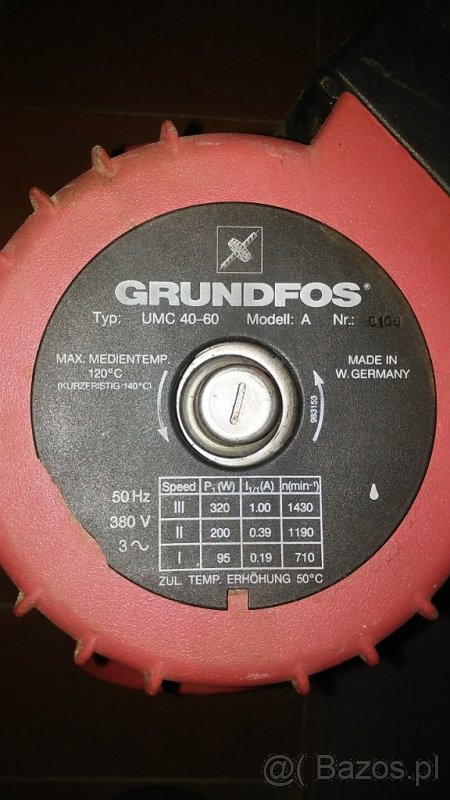 GRUNDFOS®
Typ: UMC 40-60 Modell: A Nr.:
MAX. MEDIENTEMP.
120°C
(KURZFRISTIG 140°C)
MADE IN
W. GERMANY
983153
50 Hz
380 V
3 ~
Speed P₁ (W) I₁/₁ (A) n(min⁻¹)
III 320 1.00 1430
II 200 0.39 1190
I 95 0.19 710
ZUL. TEMP. ERHÖHUNG 50°C
@( Bazos.pl